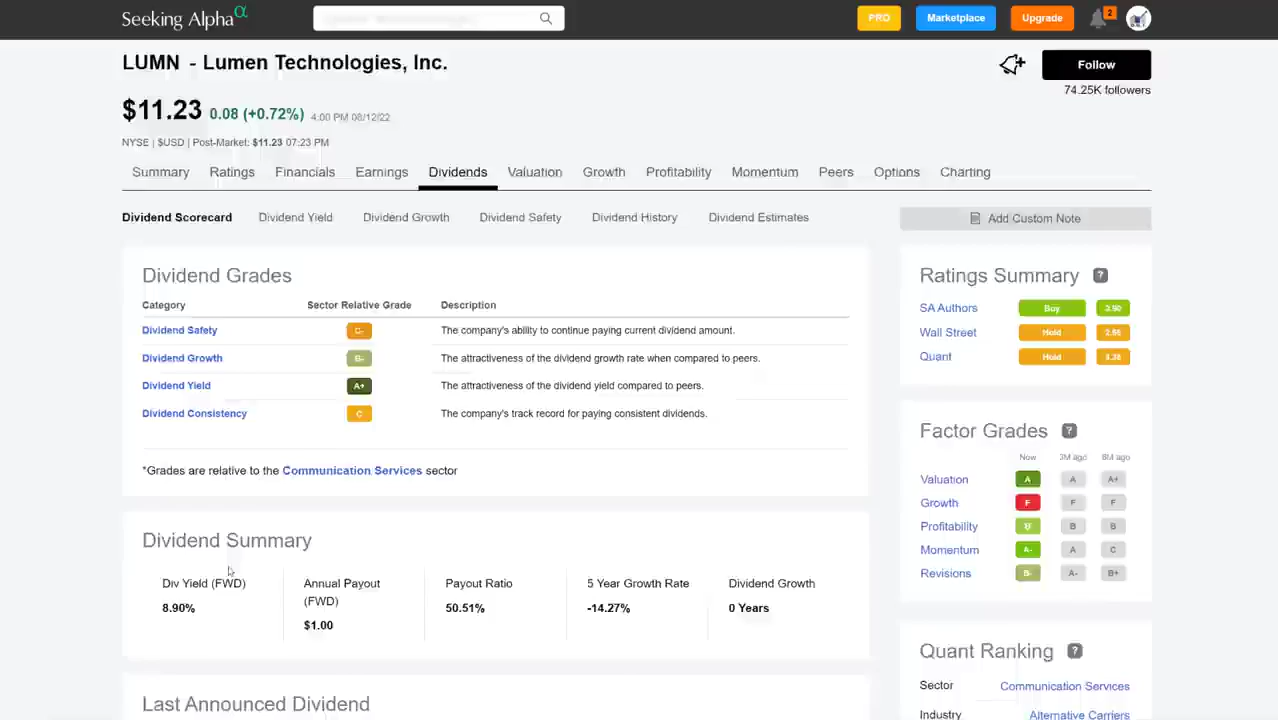 Seeking Alpha α
PRO
Marketplace
Upgrade
2
LUMN - Lumen Technologies, Inc.
Follow
74.25K followers
$11.23 0.08 (+0.72%) 4:00 PM 08/12/22
NYSE | $USD | Post-Market: $11.23 07:23 PM
Summary Ratings Financials Earnings Dividends Valuation Growth Profitability Momentum Peers Options Charting
Dividend Scorecard Dividend Yield Dividend Growth Dividend Safety Dividend History Dividend Estimates
Add Custom Note
Dividend Grades
Category Sector Relative Grade Description
Dividend Safety The company's ability to continue paying current dividend amount.
Dividend Growth B- The attractiveness of the dividend growth rate when compared to peers.
Dividend Yield A+ The attractiveness of the dividend yield compared to peers.
Dividend Consistency C The company's track record for paying consistent dividends.
*Grades are relative to the Communication Services sector
Dividend Summary
Div Yield (FWD)
8.90%
Annual Payout
(FWD)
$1.00
Payout Ratio
50.51%
5 Year Growth Rate
-14.27%
Dividend Growth
0 Years
Last Announced Dividend
Ratings Summary ?
SA Authors Buy
Wall Street Hold
Quant Hold
Factor Grades ?
Now 3M ago 6M ago
Valuation A A A+
Growth F F F
Profitability B B
Momentum A- A C
Revisions B- A- B+
Quant Ranking ?
Sector Communication Services
Industry Alternative Carriers